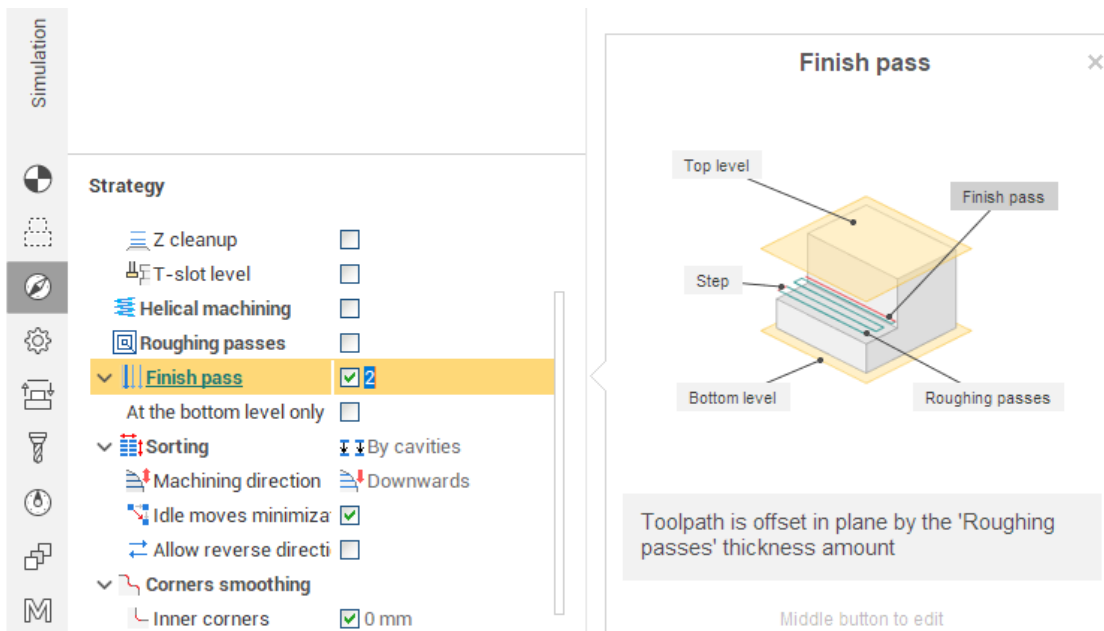 Simulation
Strategy
Z cleanup
T-slot level
Helical machining
Roughing passes
Finish pass 2
At the bottom level only
Sorting By cavities
Machining direction Downwards
Idle moves minimizat
Allow reverse directi
Corners smoothing
Inner corners 0 mm
Finish pass
Top level
Finish pass
Step
Bottom level
Roughing passes
Toolpath is offset in plane by the 'Roughing
passes' thickness amount
Middle button to edit